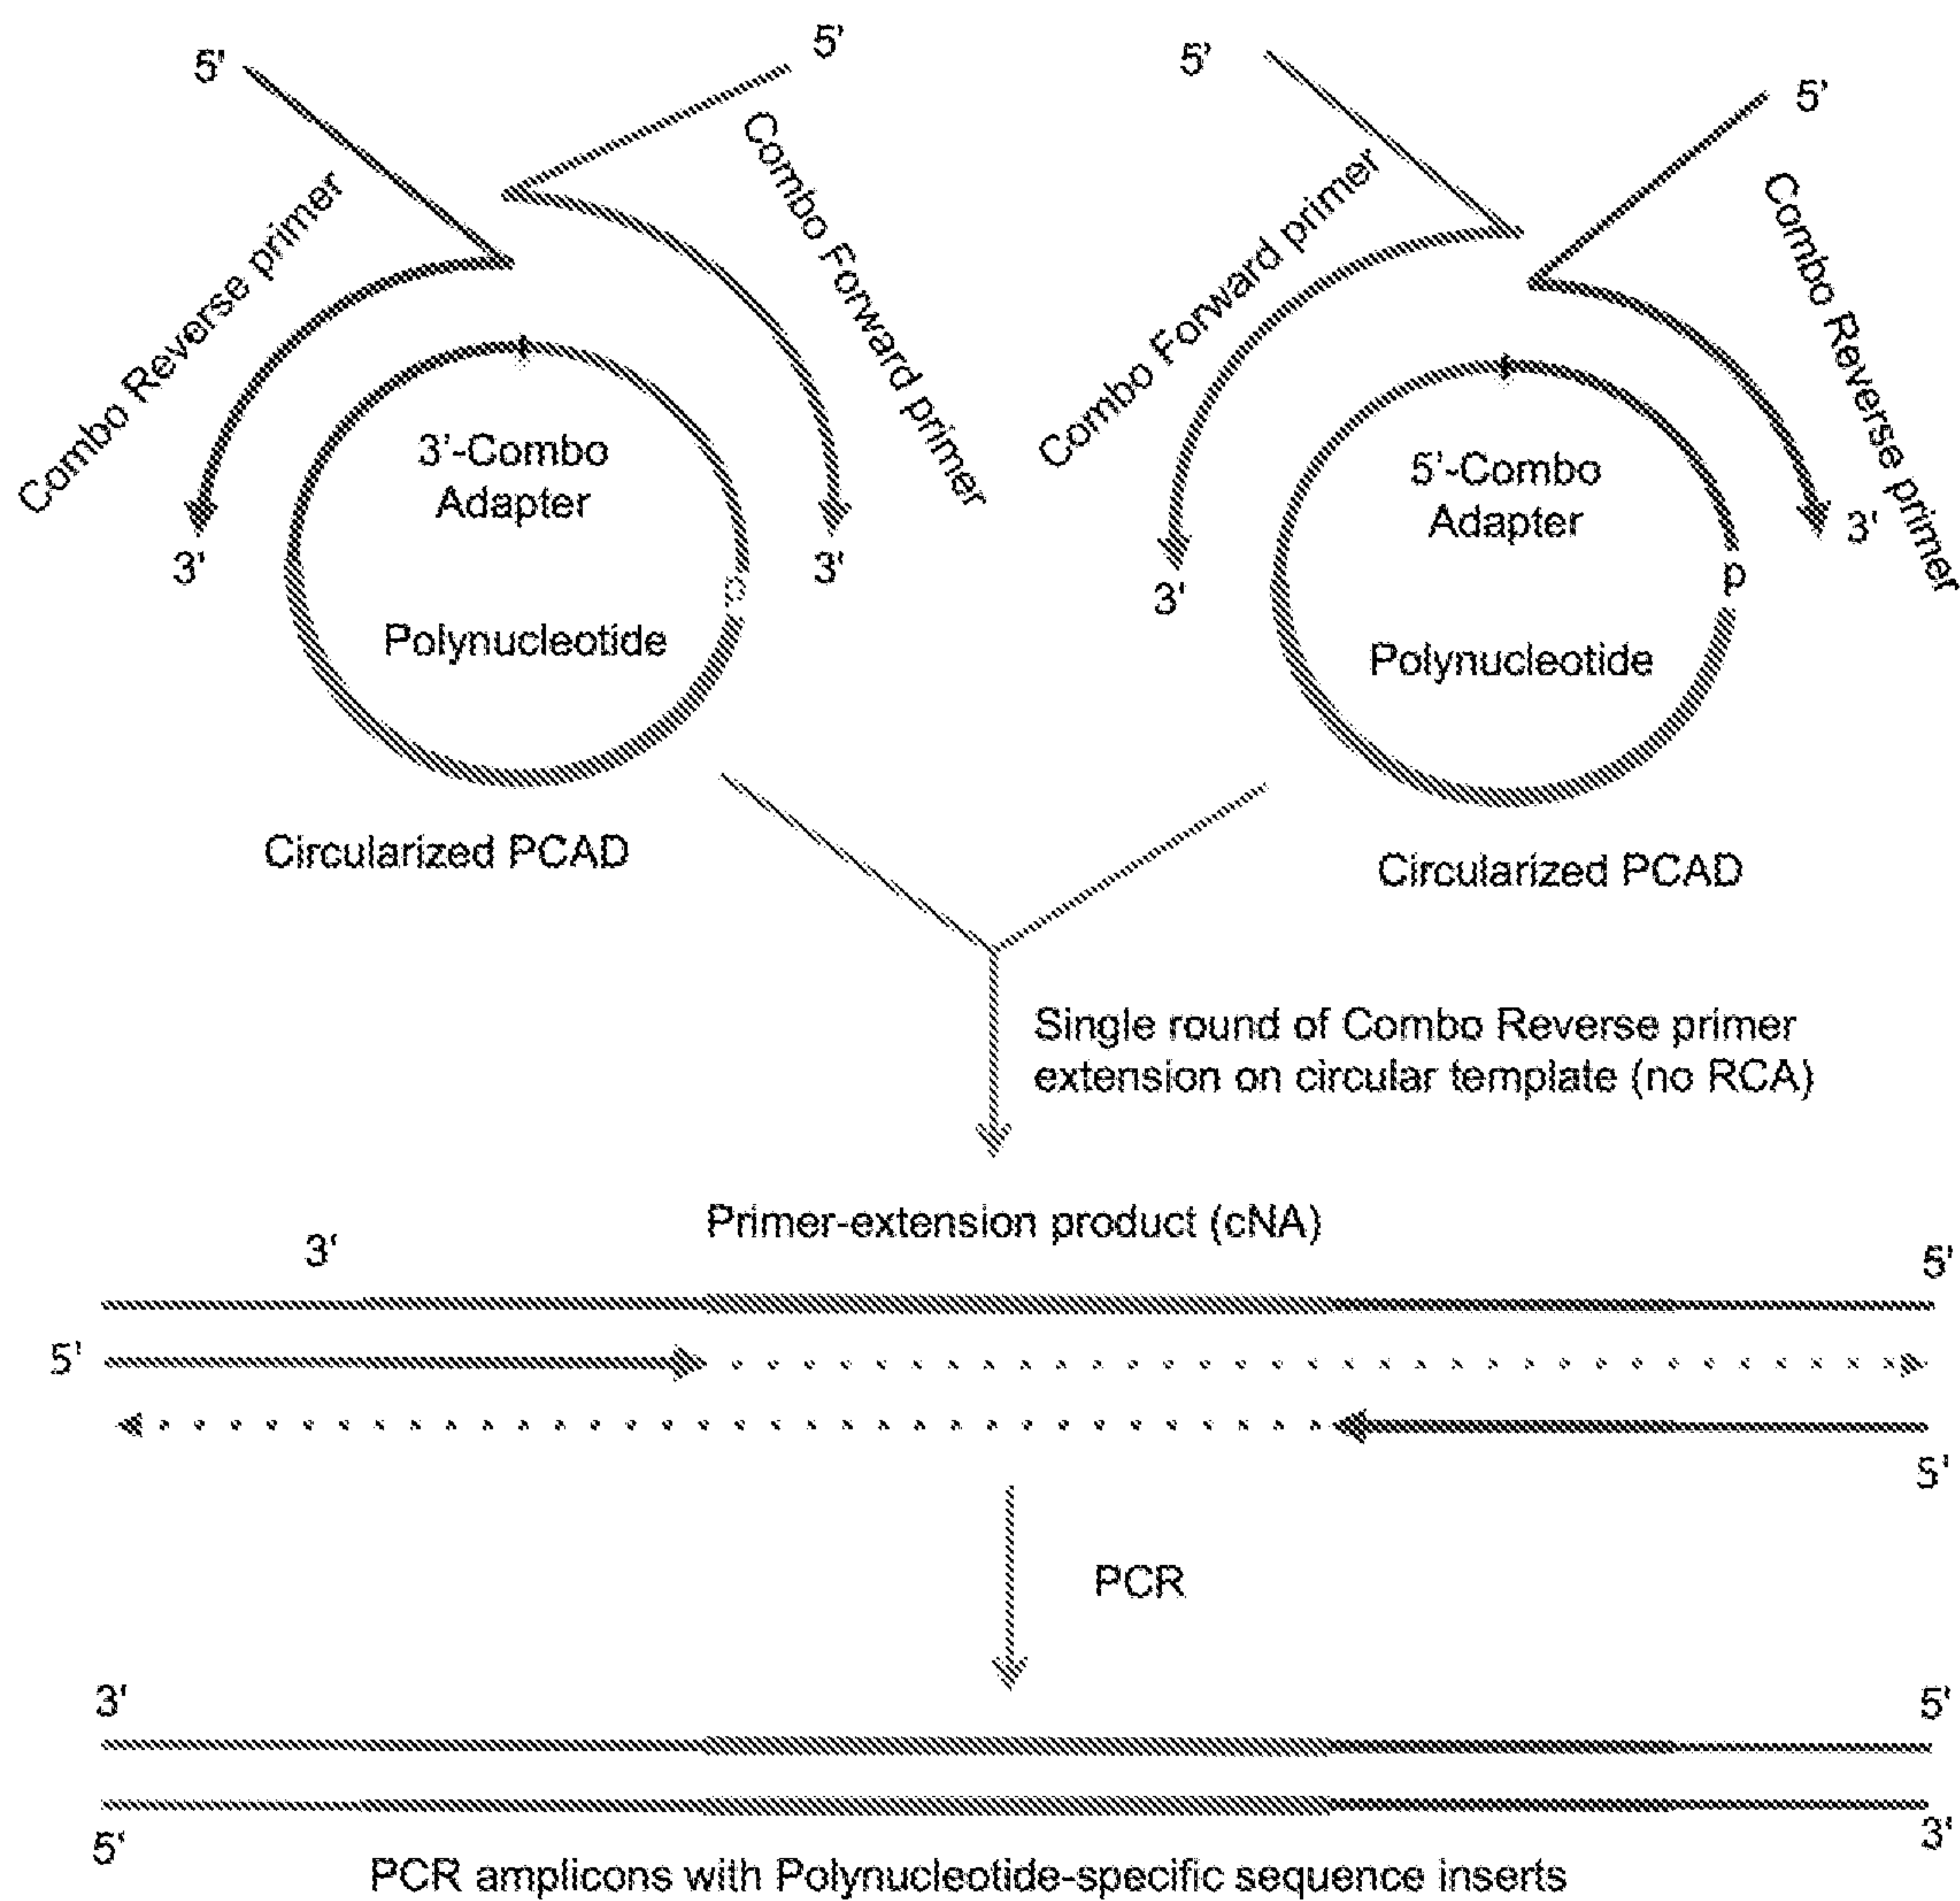 5'
5'
5'
5'
Combo Reverse primer
Combo Forward primer
Combo Forward primer
Combo Reverse primer
3'-Combo
Adapter
5'-Combo
Adapter
3'
3'
3'
3'
p
Polynucleotide
Polynucleotide
Circularized PCAD
Circularized PCAD
Single round of Combo Reverse primer
extension on circular template (no RCA)
Primer-extension product (cNA)
3'
5'
5'
5'
PCR
3'
5'
5'
3'
PCR amplicons with Polynucleotide-specific sequence inserts